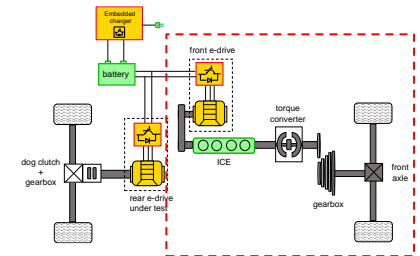 Embedded
charger
front e-drive
battery
torque
converter
dog clutch
+
gearbox
ICE
front
axle
rear e-drive
under test
gearbox